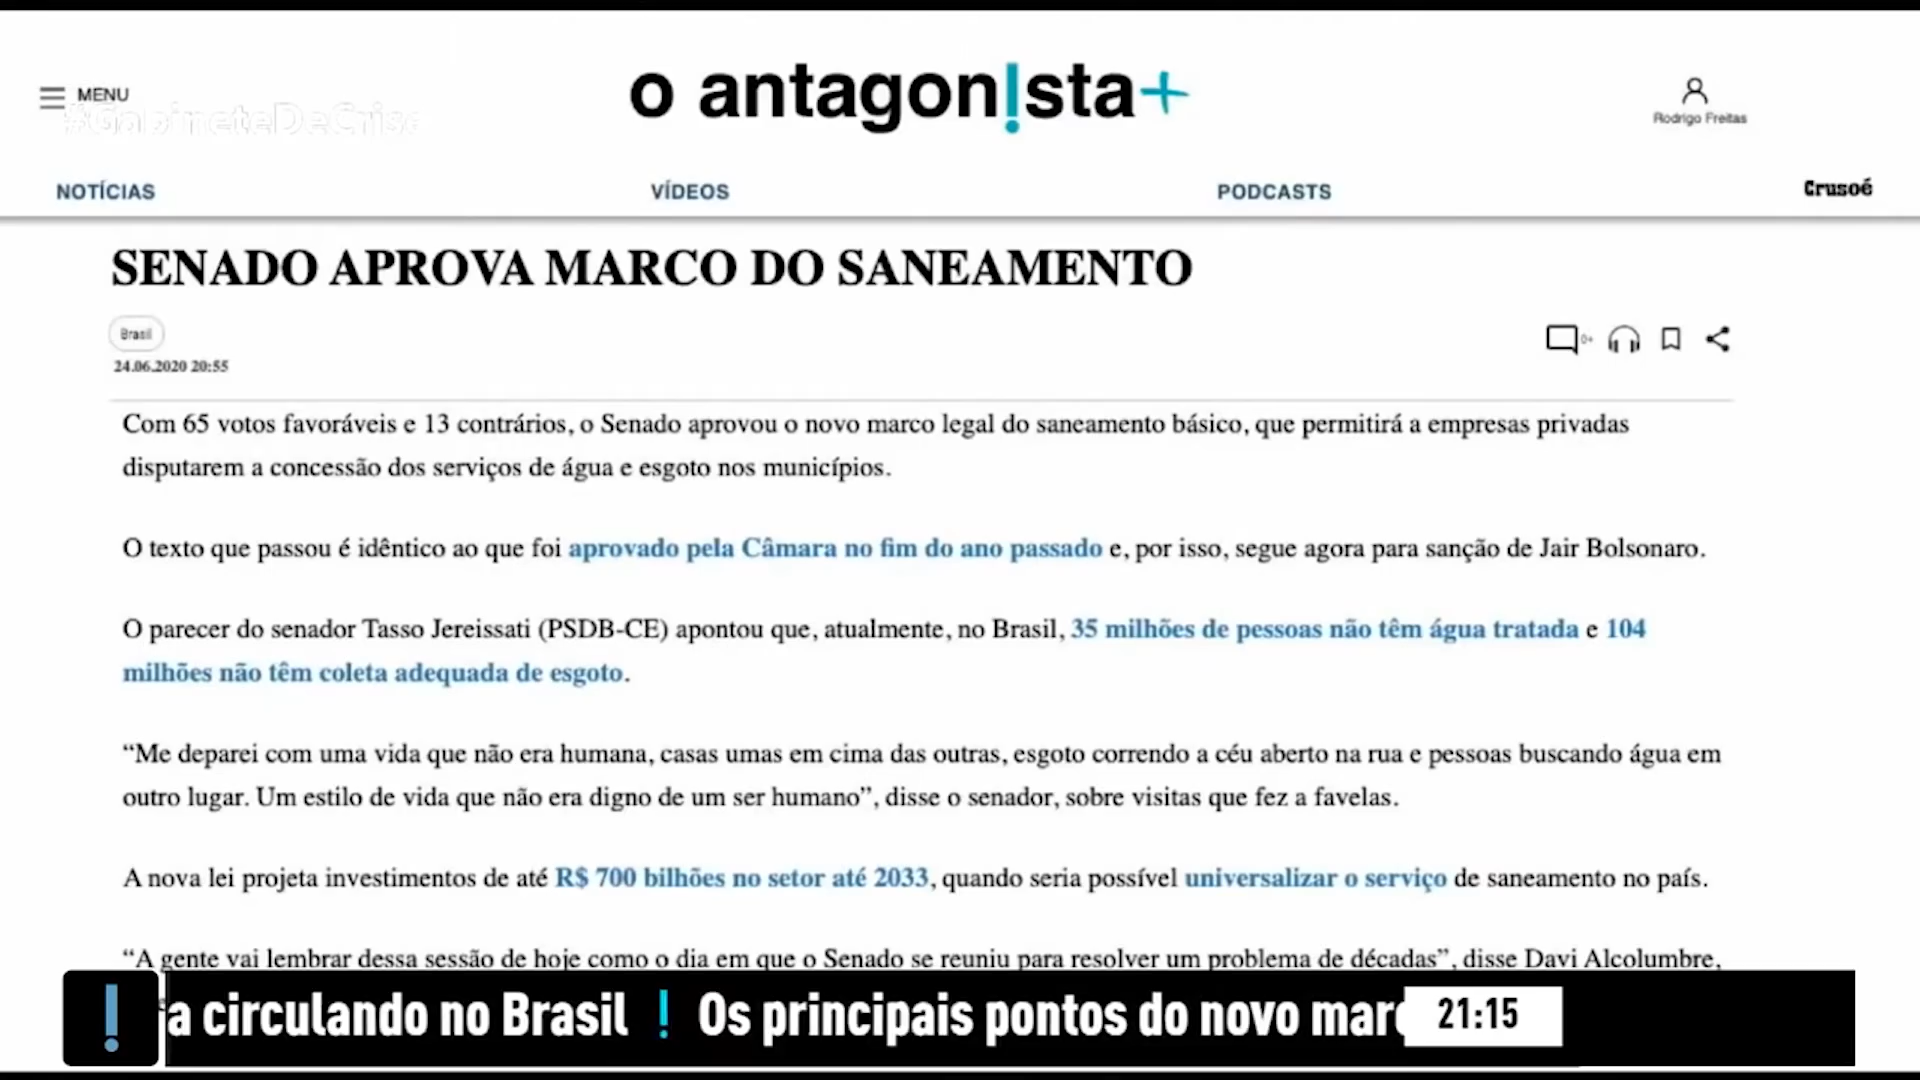 MENU
#GabineteDeCrise
o antagon!sta+
Rodrigo Freitas
NOTÍCIAS
VÍDEOS
PODCASTS
Crusoé
SENADO APROVA MARCO DO SANEAMENTO
Brasil
24.06.2020 20:55
Com 65 votos favoráveis e 13 contrários, o Senado aprovou o novo marco legal do saneamento básico, que permitirá a empresas privadas
disputarem a concessão dos serviços de água e esgoto nos municípios.
O texto que passou é idêntico ao que foi aprovado pela Câmara no fim do ano passado e, por isso, segue agora para sanção de Jair Bolsonaro.
O parecer do senador Tasso Jereissati (PSDB-CE) apontou que, atualmente, no Brasil, 35 milhões de pessoas não têm água tratada e 104
milhões não têm coleta adequada de esgoto.
“Me deparei com uma vida que não era humana, casas umas em cima das outras, esgoto correndo a céu aberto na rua e pessoas buscando água em
outro lugar. Um estilo de vida que não era digno de um ser humano”, disse o senador, sobre visitas que fez a favelas.
A nova lei projeta investimentos de até R$ 700 bilhões no setor até 2033, quando seria possível universalizar o serviço de saneamento no país.
“A gente vai lembrar dessa sessão de hoje como o dia em que o Senado se reuniu para resolver um problema de décadas”, disse Davi Alcolumbre,
! a circulando no Brasil ! Os principais pontos do novo mar 21:15